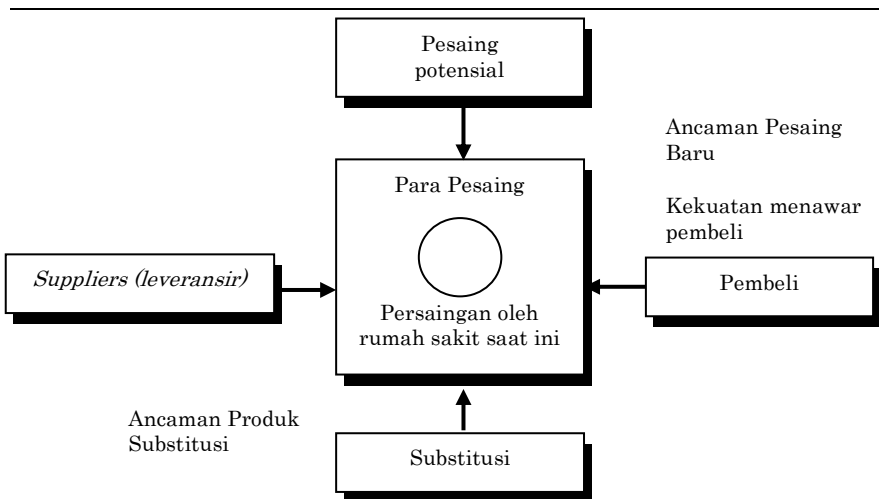 Pesaing
potensial
Ancaman Pesaing
Baru
Para Pesaing
Kekuatan menawar
pembeli
Suppliers (leveransir)
Pembeli
Persaingan oleh
rumah sakit saat ini
Ancaman Produk
Substitusi
Substitusi